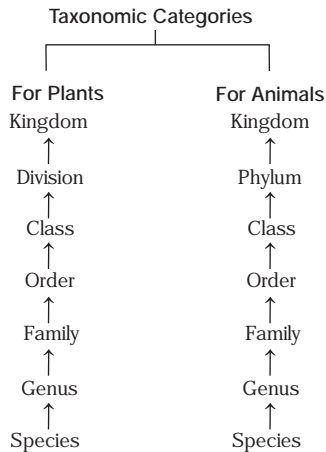 Taxonomic Categories
For Plants For Animals
Kingdom Kingdom
Division Phylum
Class Class
Order Order
Family Family
Genus Genus
Species Species